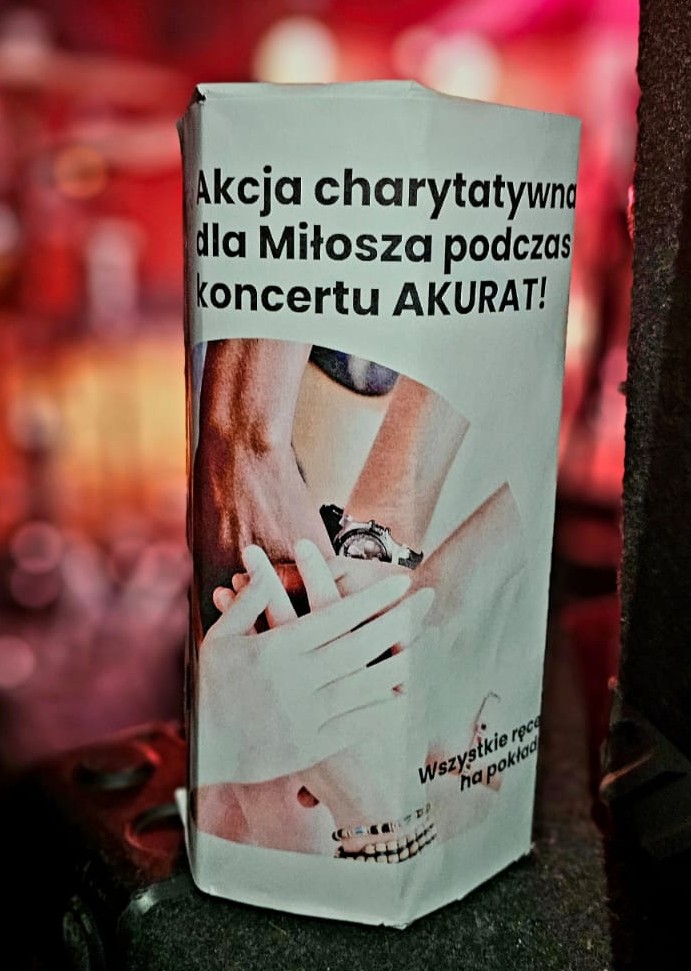 Akcja charytatywna
dla Miłosza podczas
koncertu AKURAT!
Wszystkie ręce
na pokład